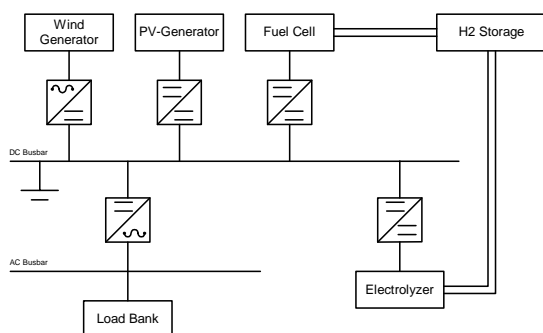 Wind
Generator
PV-Generator
Fuel Cell
H2 Storage
DC Busbar
AC Busbar
Electrolyzer
Load Bank